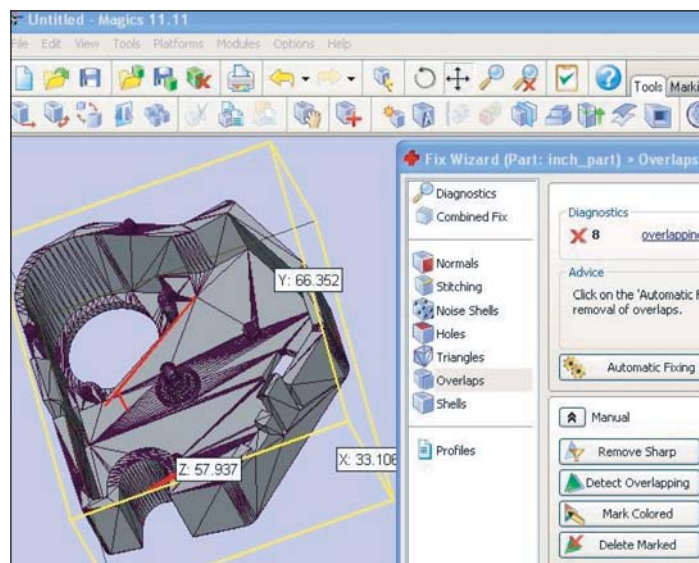 Untitled - Magics 11.11
File Edit View Tools Platforms Modules Options Help
Tools Marki
Fix Wizard (Part: inch_part) > Overlaps
Diagnostics
Combined Fix
Normals
Stitching
Noise Shells
Holes
Triangles
Overlaps
Shells
Profiles
Diagnostics
8 overlapping
Advice
Click on the 'Automatic F
removal of overlaps.
Automatic Fixing
Manual
Remove Sharp
Detect Overlapping
Mark Colored
Delete Marked
Y: 66.352
X: 33.106
Z: 57.937